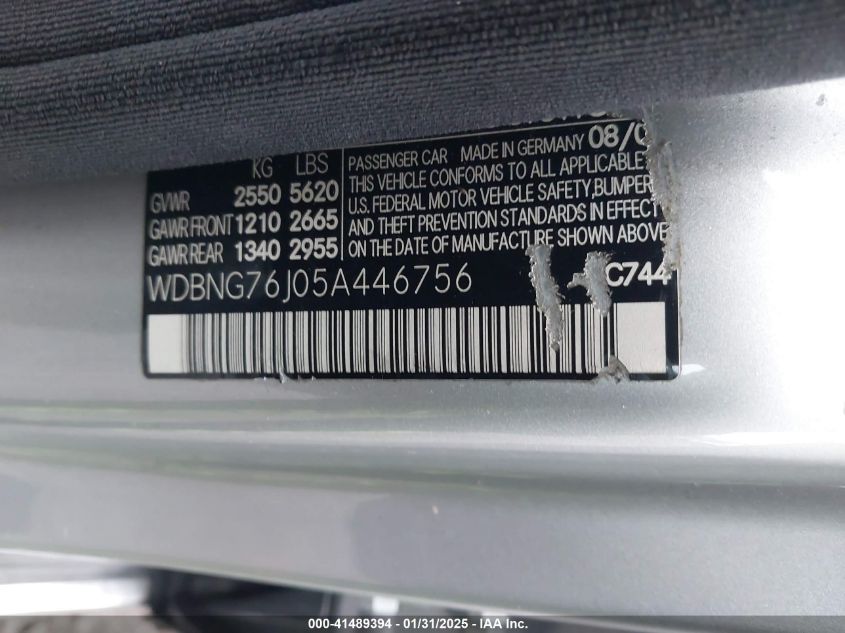 KG LBS
GVWR 2550 5620
GAWR FRONT 1210 2665
GAWR REAR 1340 2955
PASSENGER CAR MADE IN GERMANY 08/0
THIS VEHICLE CONFORMS TO ALL APPLICABLE
U.S. FEDERAL MOTOR VEHICLE SAFETY, BUMPER,
AND THEFT PREVENTION STANDARDS IN EFFECT
ON THE DATE OF MANUFACTURE SHOWN ABOVE
WDBNG76J05A446756
C744
000-41489394 - 01/31/2025 - IAA Inc.